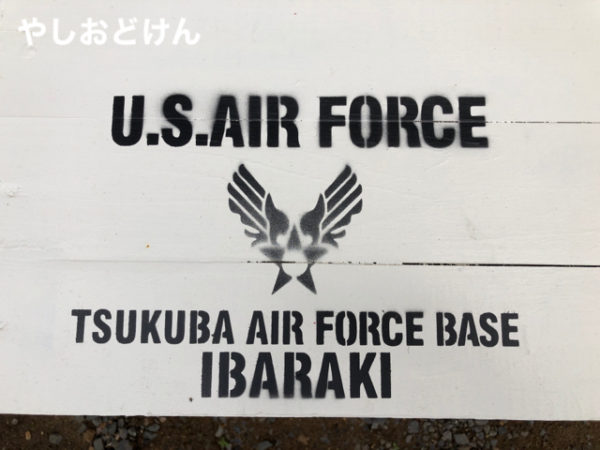 やしおどけん
U.S.AIR FORCE
TSUKUBA AIR FORCE BASE
IBARAKI